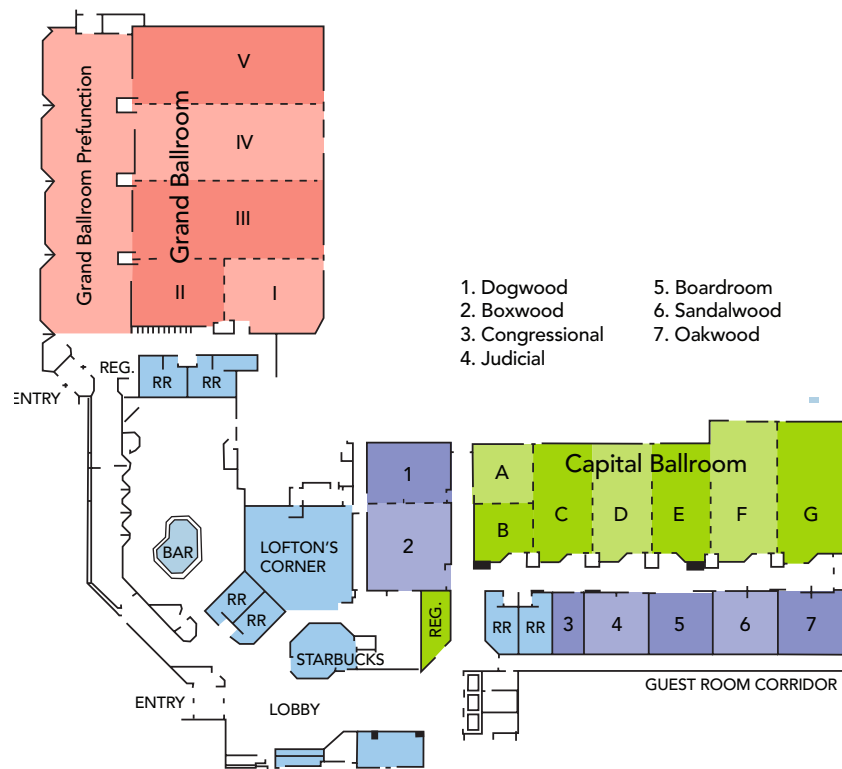 V
IV
III
II
I
Grand Ballroom Prefunction
Grand Ballroom
1. Dogwood
2. Boxwood
3. Congressional
4. Judicial
5. Boardroom
6. Sandalwood
7. Oakwood
REG.
RR
RR
ENTRY
1
2
A
B
C
D
E
F
G
Capital Ballroom
BAR
LOFTON'S
CORNER
RR
RR
REG.
RR
RR
3
4
5
6
7
STARBUCKS
GUEST ROOM CORRIDOR
ENTRY
LOBBY